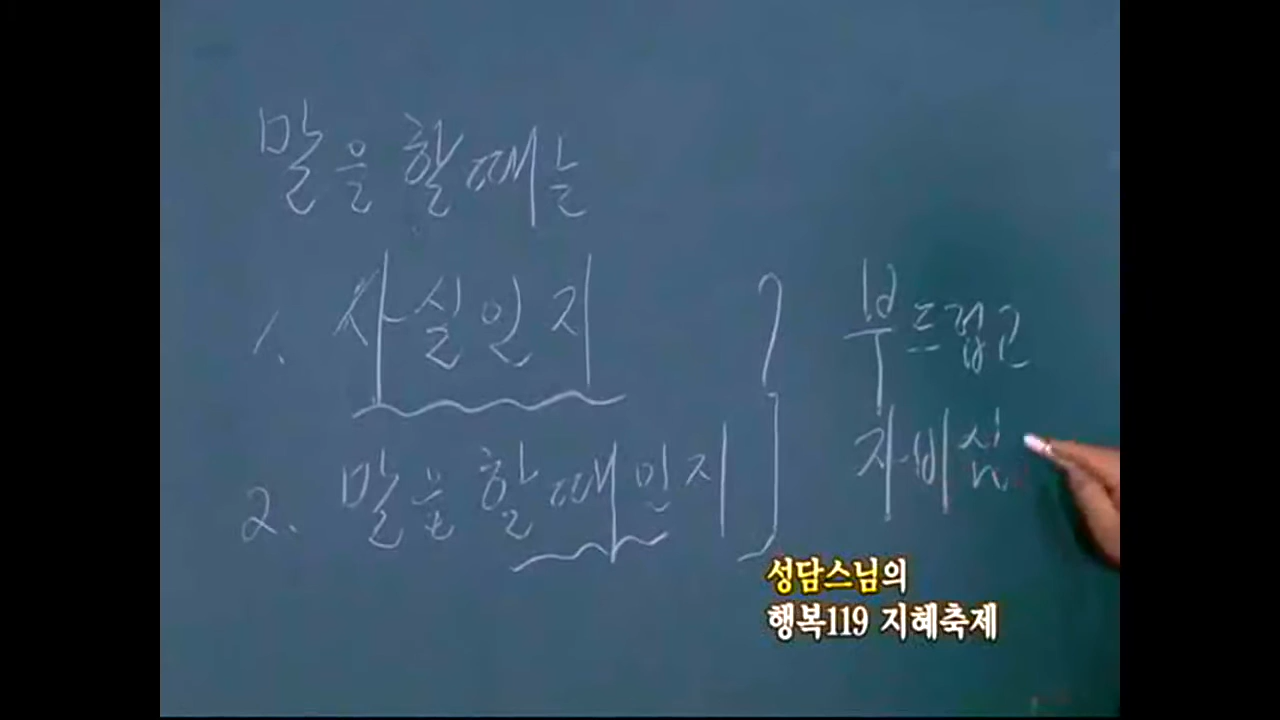 말을 할때는
1. 사실인지
2. 말을 할때인지
부드럽고
자비심
성담스님의
행복119 지혜축제